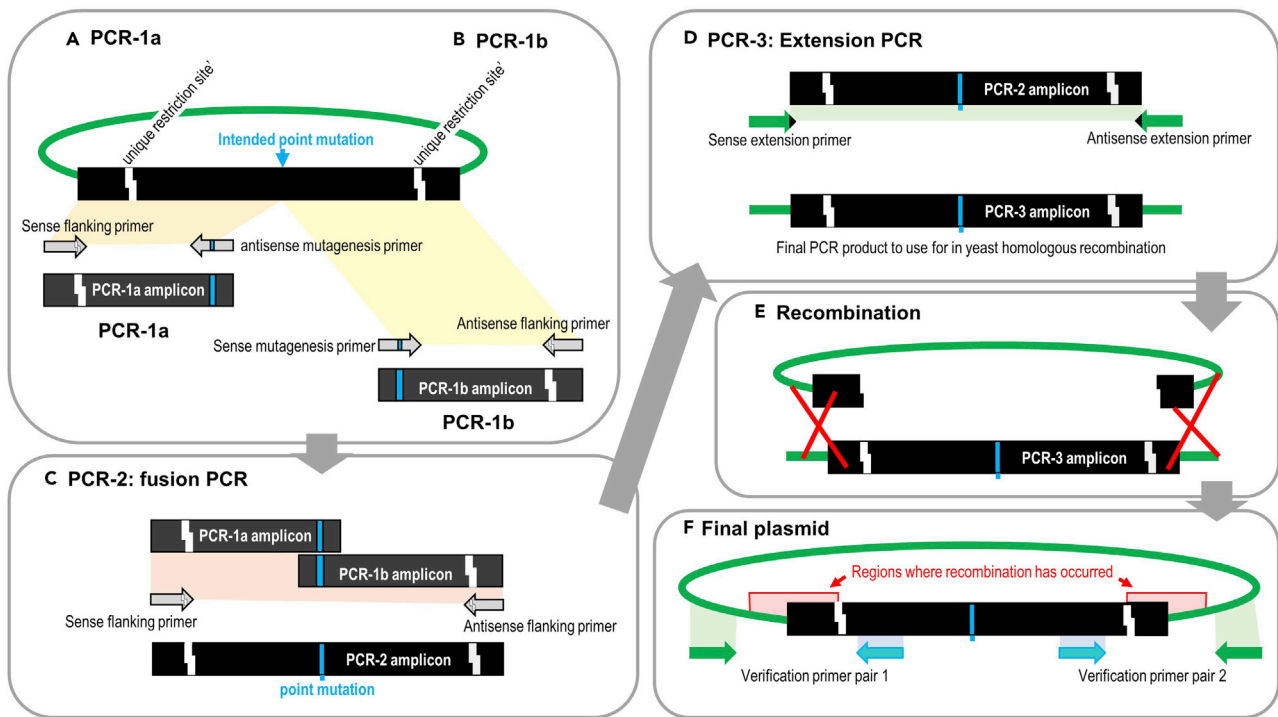 A PCR-1a
B PCR-1b
unique restriction site'
unique restriction site'
Intended point mutation
Sense flanking primer
antisense mutagenesis primer
PCR-1a amplicon
PCR-1a
Antisense flanking primer
Sense mutagenesis primer
PCR-1b amplicon
PCR-1b
C PCR-2: fusion PCR
PCR-1a amplicon
PCR-1b amplicon
Sense flanking primer
Antisense flanking primer
PCR-2 amplicon
point mutation
D PCR-3: Extension PCR
PCR-2 amplicon
Sense extension primer
Antisense extension primer
PCR-3 amplicon
Final PCR product to use for in yeast homologous recombination
E Recombination
PCR-3 amplicon
F Final plasmid
Regions where recombination has occurred
Verification primer pair 1
Verification primer pair 2